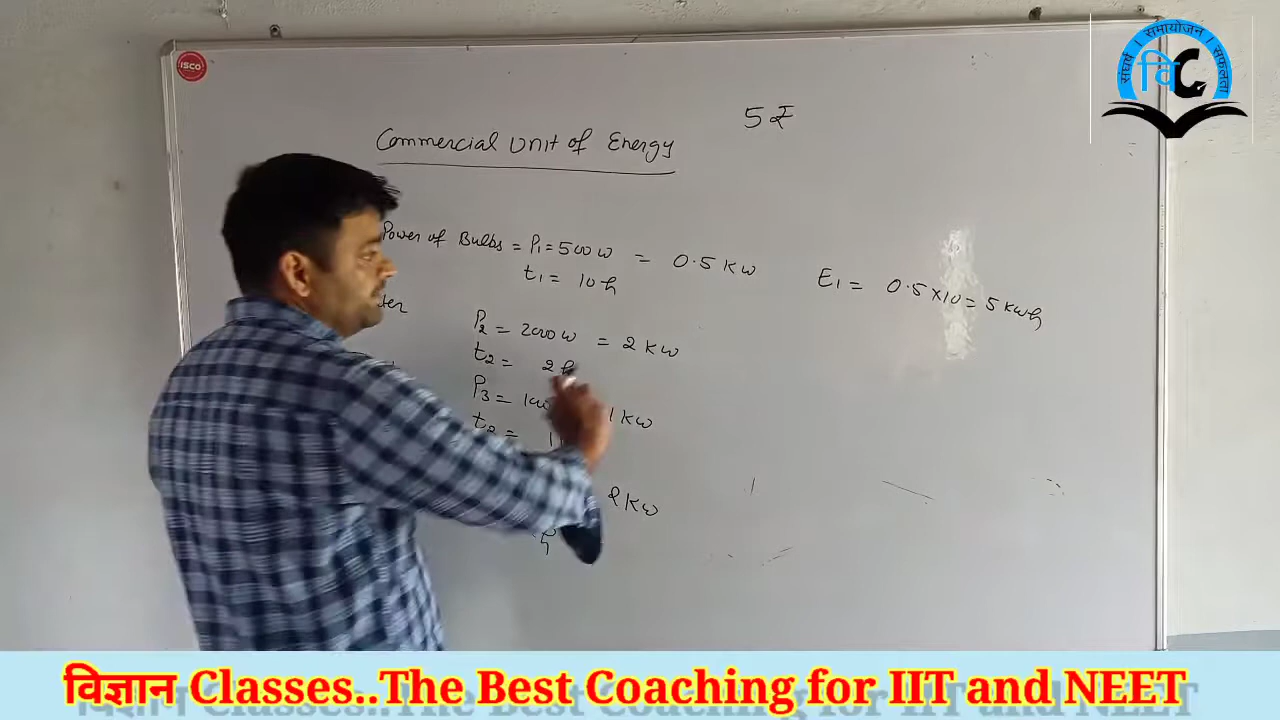 ISCO
संघर्ष । समायोजन । सफलता
वि
5 ₹
Commercial Unit of Energy
Power of Bulbs = P1 = 500 W = 0.5 KW
t1 = 10 h
E1 = 0.5 × 10 = 5 KWh
P2 = 2000 W = 2 KW
t2 = 2 h
P3 = 1 KW
2 KW
h
विज्ञान Classes..The Best Coaching for IIT and NEET